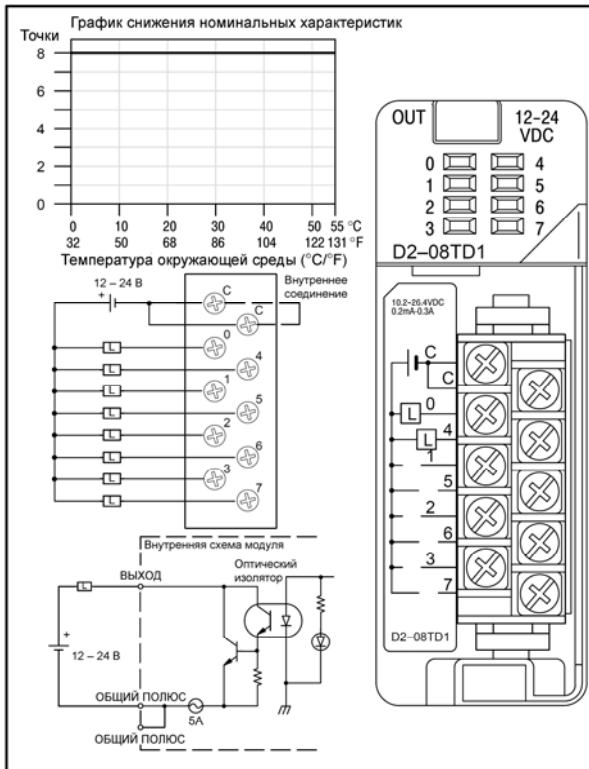 График снижения номинальных характеристик
Точки
8
6
4
2
0
0 10 20 30 40 50 55 °C
32 50 68 86 104 122 131 °F
Температура окружающей среды (°C/°F)
12 – 24 В
+
Внутреннее
соединение
C
C
L 0
L 4
L 1
L 5
L 2
L 6
L 3
L 7
Внутренняя схема модуля
Оптический
изолятор
ВЫХОД
L
+
12 – 24 В
ОБЩИЙ ПОЛЮС
5А
ОБЩИЙ ПОЛЮС
OUT
12–24
VDC
0 4
1 5
2 6
3 7
D2–08TD1
10.2-26.4VDC
0.2mA-0.3A
C
C
L 0
L 4
1
5
2
6
3
7
D2–08TD1